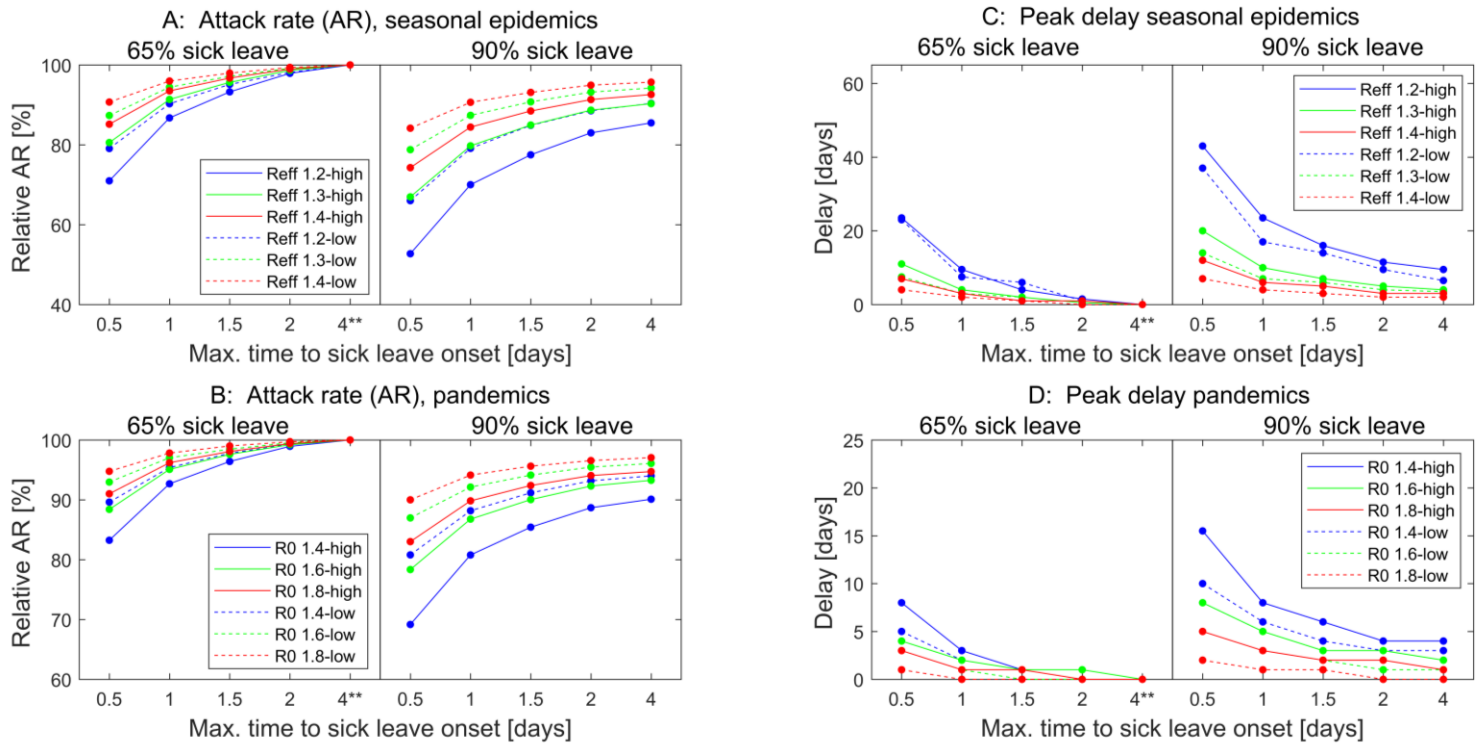 A: Attack rate (AR), seasonal epidemics
65% sick leave 90% sick leave
100
80
60
40
Relative AR [%]
Reff 1.2-high
Reff 1.3-high
Reff 1.4-high
Reff 1.2-low
Reff 1.3-low
Reff 1.4-low
0.5 1 1.5 2 4** 0.5 1 1.5 2 4
Max. time to sick leave onset [days]
C: Peak delay seasonal epidemics
65% sick leave 90% sick leave
60
40
20
0
Delay [days]
Reff 1.2-high
Reff 1.3-high
Reff 1.4-high
Reff 1.2-low
Reff 1.3-low
Reff 1.4-low
0.5 1 1.5 2 4** 0.5 1 1.5 2 4
Max. time to sick leave onset [days]
B: Attack rate (AR), pandemics
65% sick leave 90% sick leave
100
90
80
70
60
Relative AR [%]
R0 1.4-high
R0 1.6-high
R0 1.8-high
R0 1.4-low
R0 1.6-low
R0 1.8-low
0.5 1 1.5 2 4** 0.5 1 1.5 2 4
Max. time to sick leave onset [days]
D: Peak delay pandemics
65% sick leave 90% sick leave
25
20
15
10
5
0
Delay [days]
R0 1.4-high
R0 1.6-high
R0 1.8-high
R0 1.4-low
R0 1.6-low
R0 1.8-low
0.5 1 1.5 2 4** 0.5 1 1.5 2 4
Max. time to sick leave onset [days]